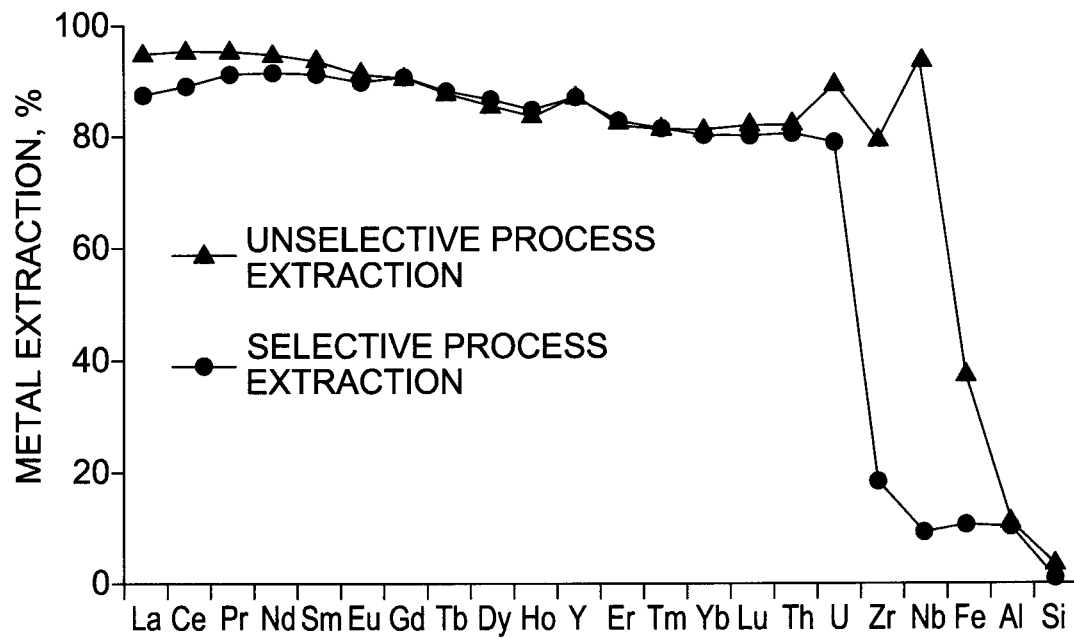 METAL EXTRACTION, %
100
80
60
40
20
0
UNSELECTIVE PROCESS
EXTRACTION
SELECTIVE PROCESS
EXTRACTION
La Ce Pr Nd Sm Eu Gd Tb Dy Ho Y Er Tm Yb Lu Th U Zr Nb Fe Al Si